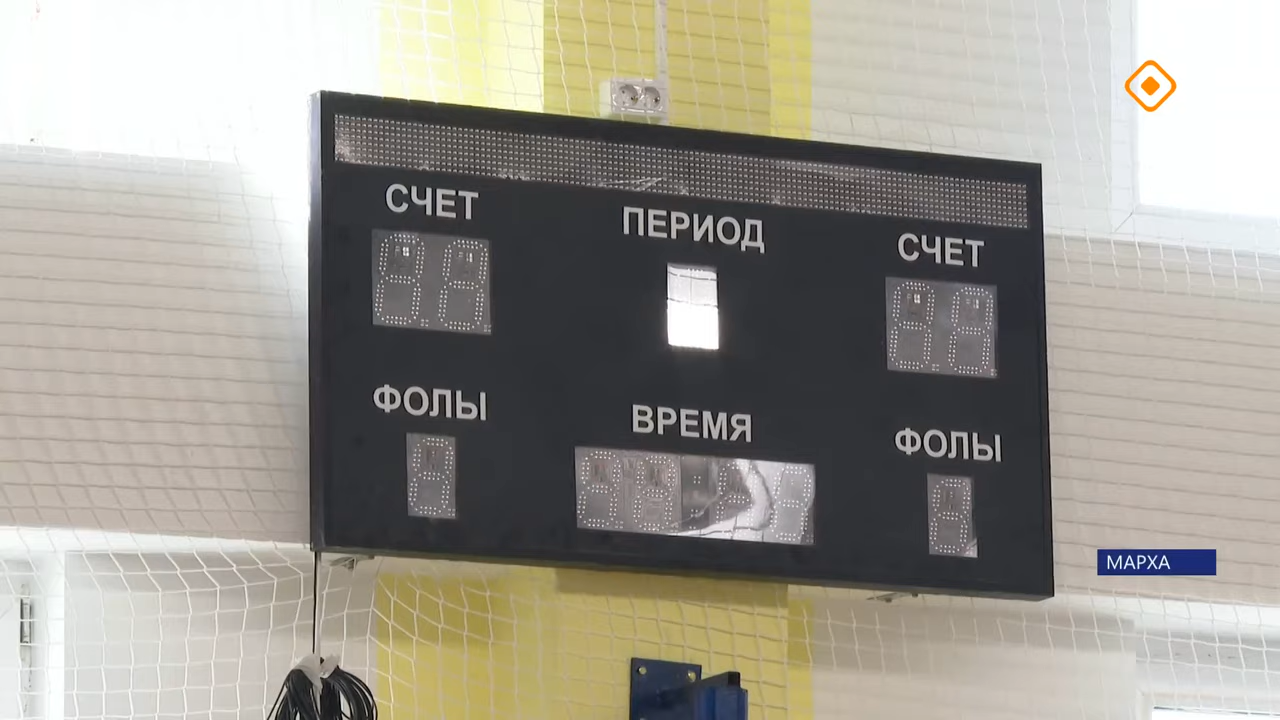 СЧЕТ
ПЕРИОД
СЧЕТ
ФОЛЫ
ВРЕМЯ
ФОЛЫ
МАРХА